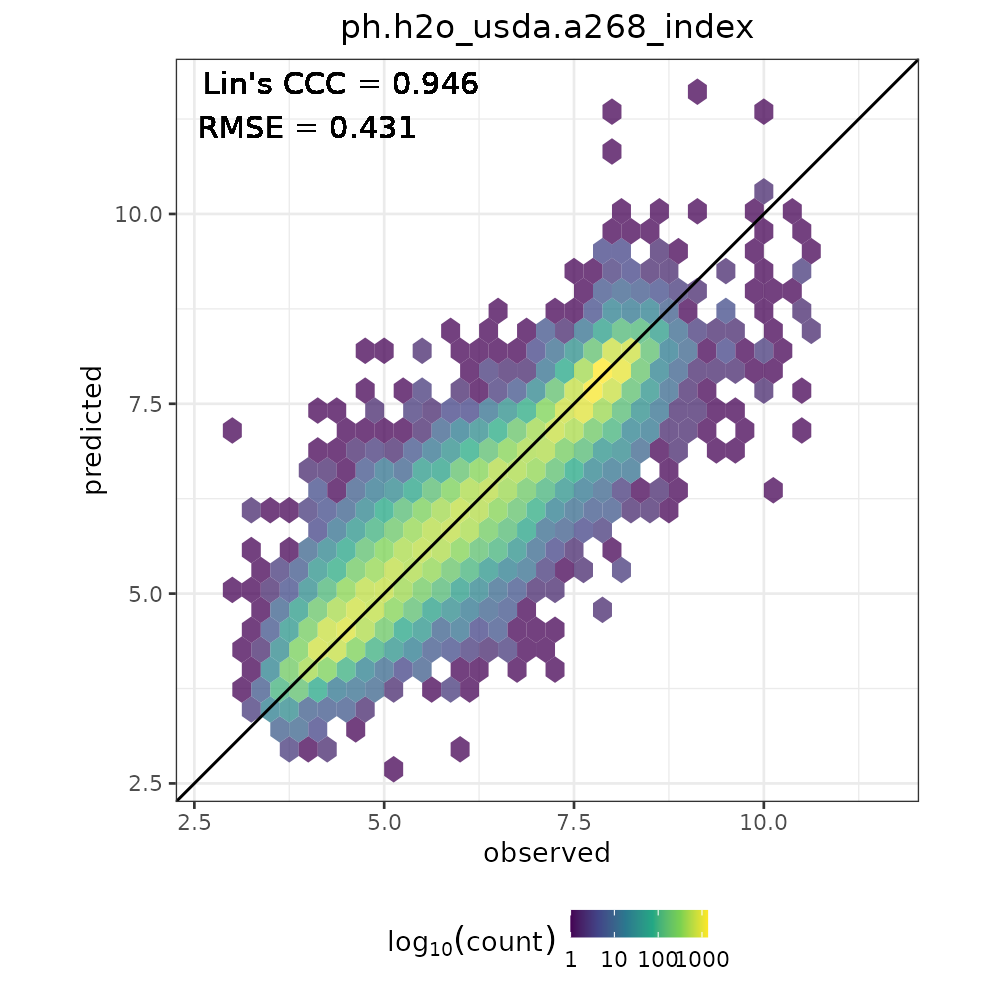 ph.h2o_usda.a268_index
Lin's CCC = 0.946
RMSE = 0.431
10.0
7.5
5.0
2.5
predicted
2.5 5.0 7.5 10.0
observed
log10(count)
1 10 100 1000